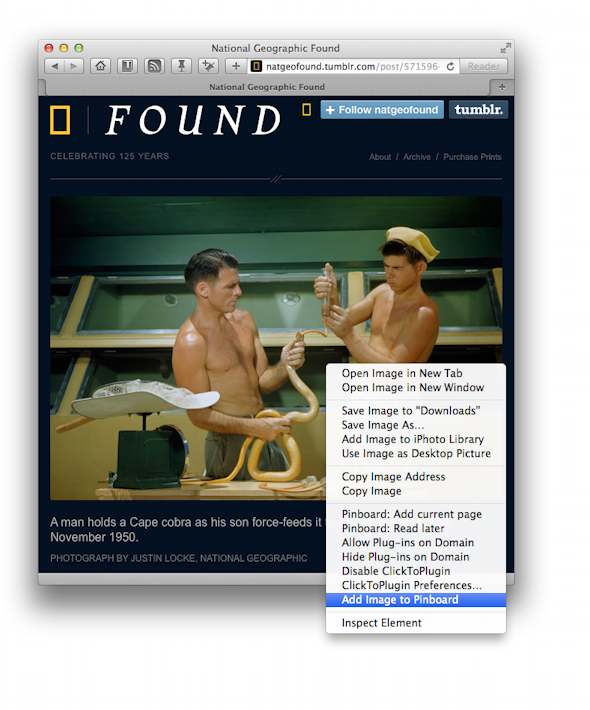 National Geographic Found
natgeofound.tumblr.com/post/571596
Reader
National Geographic Found
FOUND
+ Follow natgeofound
tumblr.
CELEBRATING 125 YEARS
About / Archive / Purchase Prints
A man holds a Cape cobra as his son force-feeds it
November 1950.
PHOTOGRAPH BY JUSTIN LOCKE, NATIONAL GEOGRAPHIC
Open Image in New Tab
Open Image in New Window
Save Image to “Downloads”
Save Image As…
Add Image to iPhoto Library
Use Image as Desktop Picture
Copy Image Address
Copy Image
Pinboard: Add current page
Pinboard: Read later
Allow Plug-ins on Domain
Hide Plug-ins on Domain
Disable ClickToPlugin
ClickToPlugin Preferences…
Add Image to Pinboard
Inspect Element